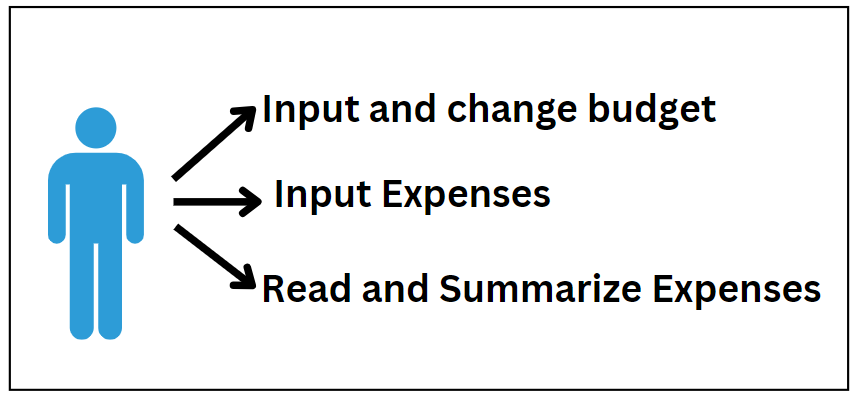 Input and change budget
Input Expenses
Read and Summarize Expenses